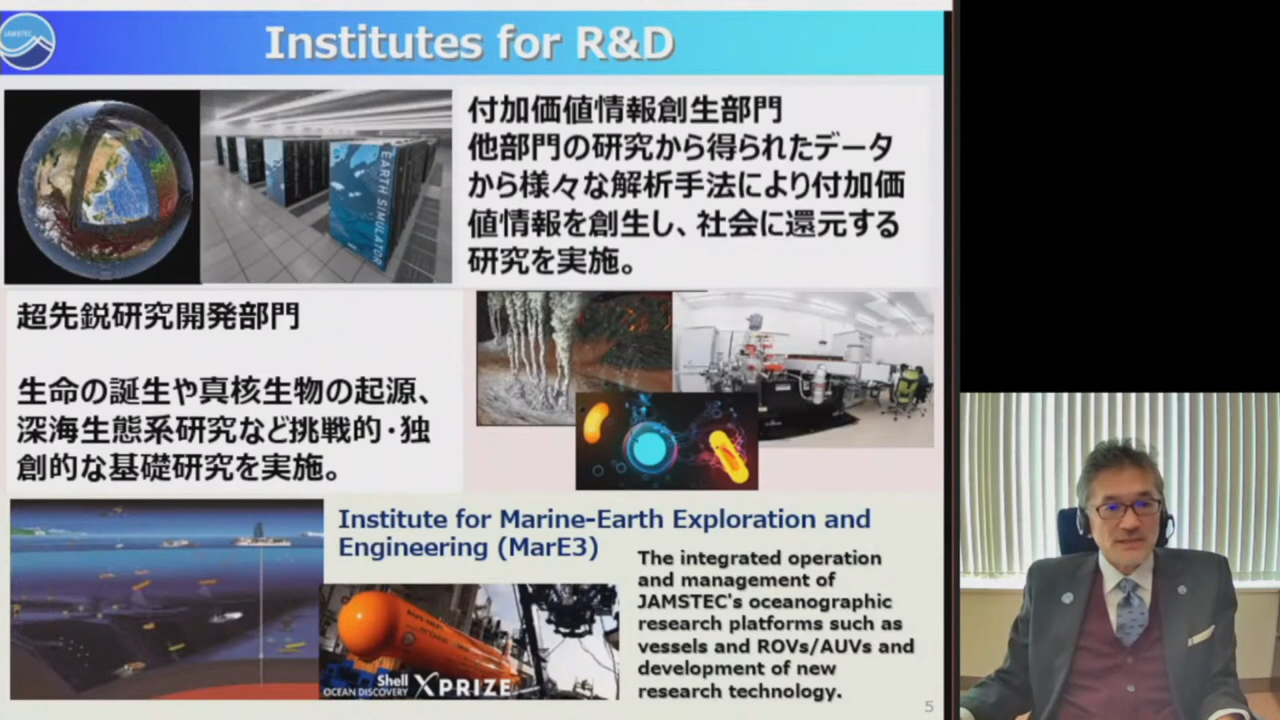 JAMSTEC
Institutes for R&D
EARTH SIMULATOR
付加価値情報創生部門
他部門の研究から得られたデータ
から様々な解析手法により付加価
値情報を創生し、社会に還元する
研究を実施。
超先鋭研究開発部門
生命の誕生や真核生物の起源、
深海生態系研究など挑戦的・独
創的な基礎研究を実施。
Institute for Marine-Earth Exploration and
Engineering (MarE3)
The integrated operation
and management of
JAMSTEC's oceanographic
research platforms such as
vessels and ROVs/AUVs and
development of new
research technology.
Shell
OCEAN DISCOVERY XPRIZE
5